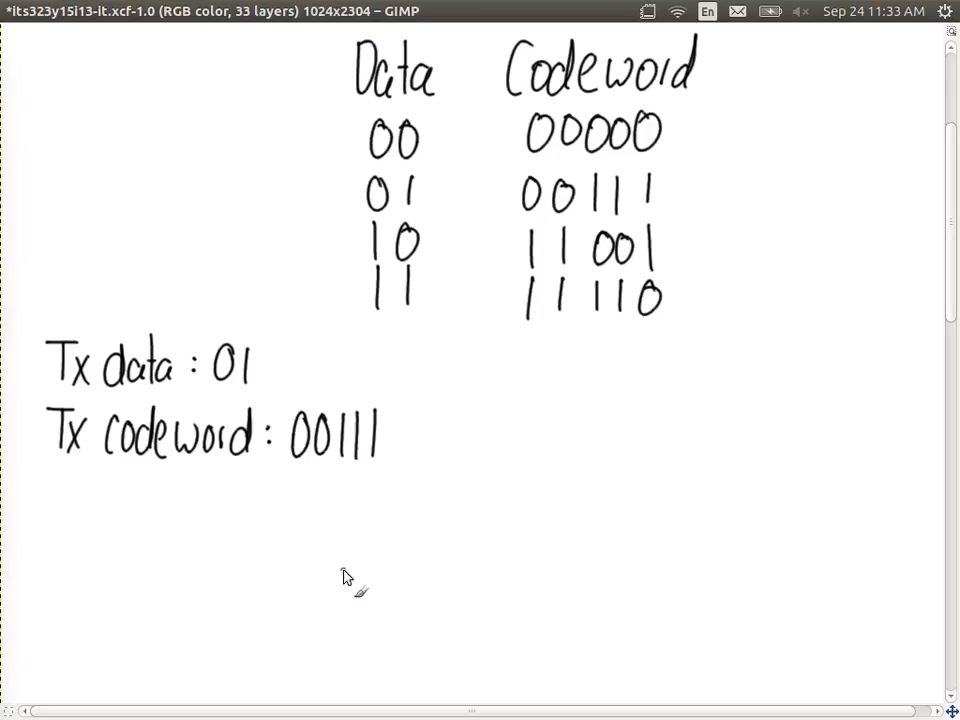 *its323y15i13-it.xcf-1.0 (RGB color, 33 layers) 1024x2304 – GIMP En Sep 24 11:33 AM
Data Codeword
00 00000
01 00111
10 11001
11 11110
Tx data : 01
Tx codeword : 00111